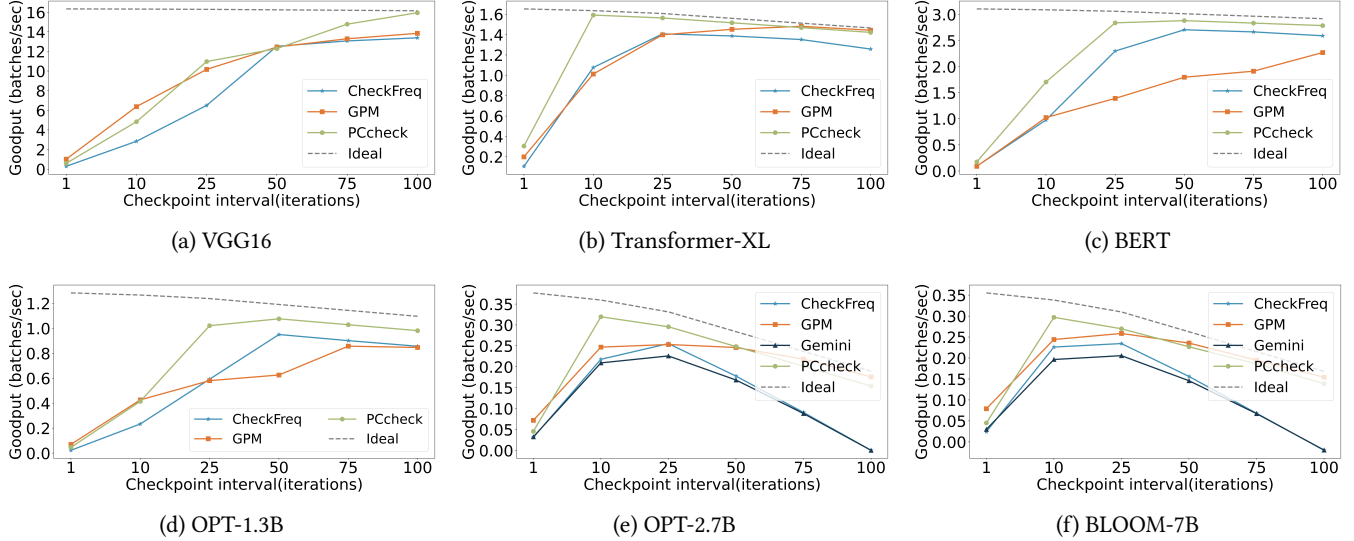 Goodput (batches/sec)
16
14
12
10
8
6
4
2
0
CheckFreq
GPM
PCcheck
Ideal
1 10 25 50 75 100
Checkpoint interval(iterations)
(a) VGG16
Goodput (batches/sec)
1.6
1.4
1.2
1.0
0.8
0.6
0.4
0.2
CheckFreq
GPM
PCcheck
Ideal
1 10 25 50 75 100
Checkpoint interval(iterations)
(b) Transformer-XL
Goodput (batches/sec)
3.0
2.5
2.0
1.5
1.0
0.5
0.0
CheckFreq
GPM
PCcheck
Ideal
1 10 25 50 75 100
Checkpoint interval(iterations)
(c) BERT
Goodput (batches/sec)
1.2
1.0
0.8
0.6
0.4
0.2
0.0
CheckFreq PCcheck
GPM Ideal
1 10 25 50 75 100
Checkpoint interval(iterations)
(d) OPT-1.3B
Goodput (batches/sec)
0.35
0.30
0.25
0.20
0.15
0.10
0.05
0.00
CheckFreq
GPM
Gemini
PCcheck
Ideal
1 10 25 50 75 100
Checkpoint interval(iterations)
(e) OPT-2.7B
Goodput (batches/sec)
0.35
0.30
0.25
0.20
0.15
0.10
0.05
0.00
CheckFreq
GPM
Gemini
PCcheck
Ideal
1 10 25 50 75 100
Checkpoint interval(iterations)
(f) BLOOM-7B